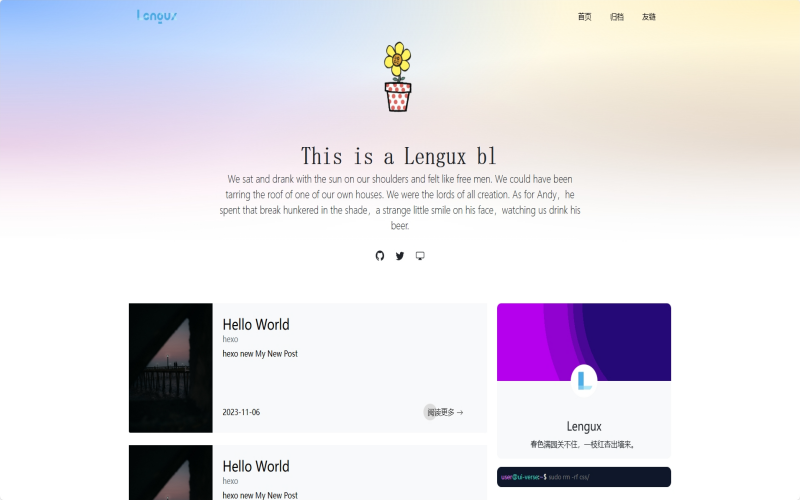 Lengux
首页 归档 友链
This is a Lengux bl
We sat and drank with the sun on our shoulders and felt like free men. We could have been
tarring the roof of one of our own houses. We were the lords of all creation. As for Andy，he
spent that break hunkered in the shade，a strange little smile on his face，watching us drink his
beer.
Hello World
hexo
hexo new My New Post
2023-11-06 阅读更多 →
Lengux
春色满园关不住，一枝红杏出墙来。
user@ui-verse:~$ sudo rm -rf css/
Hello World
hexo
hexo new My New Post